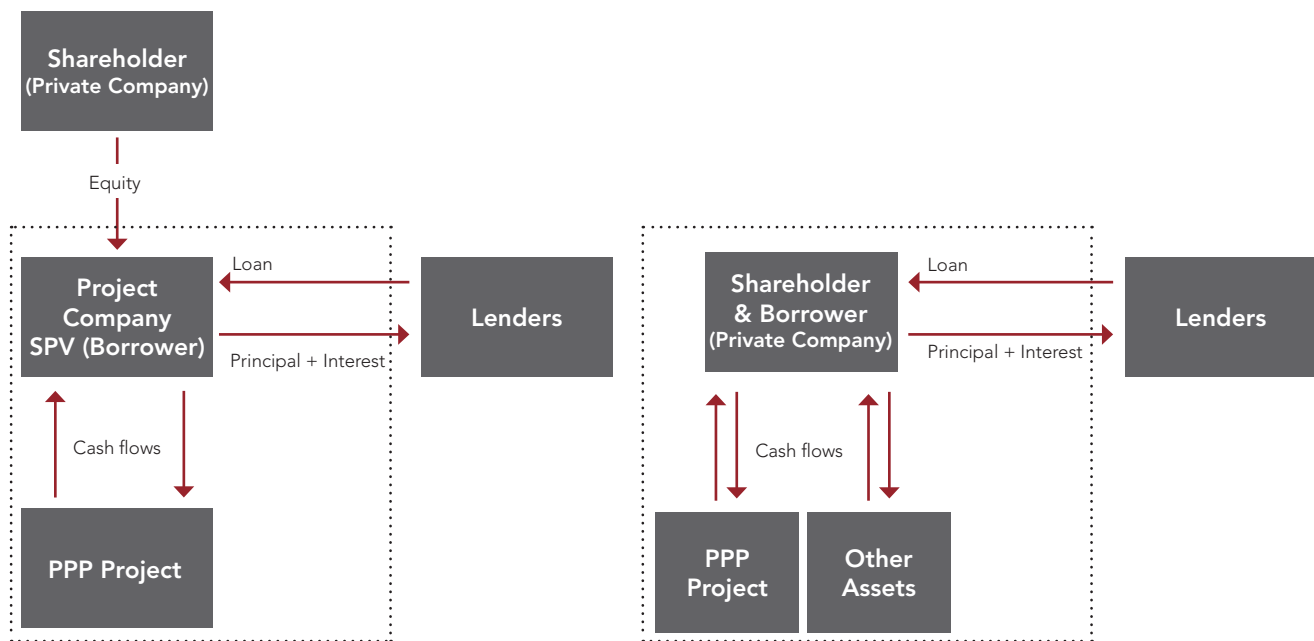 Shareholder
(Private Company)
Equity
Project
Company
SPV (Borrower)
Loan
Principal + Interest
Lenders
Cash flows
PPP Project
Shareholder
& Borrower
(Private Company)
Loan
Principal + Interest
Lenders
Cash flows
PPP
Project
Other
Assets